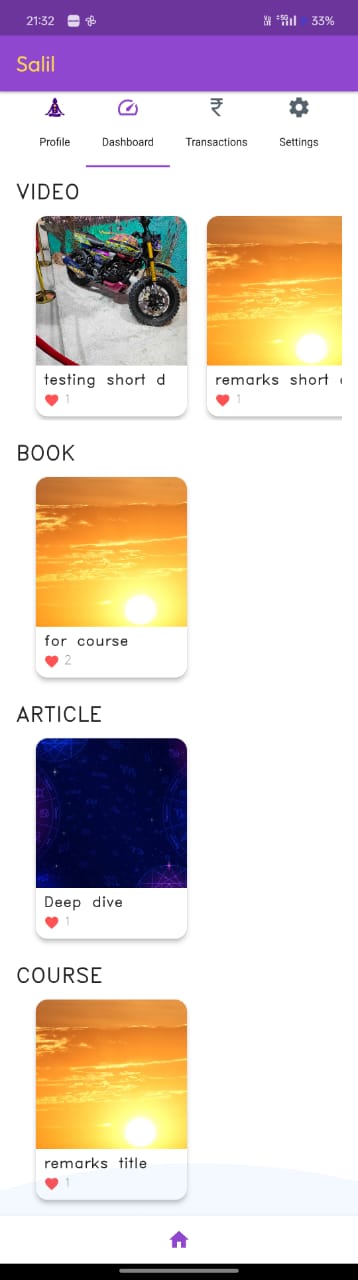 21:32
33%
Salil
Profile
Dashboard
Transactions
Settings
VIDEO
testing short d
remarks short
1
1
BOOK
for course
2
ARTICLE
Deep dive
1
COURSE
remarks title
1